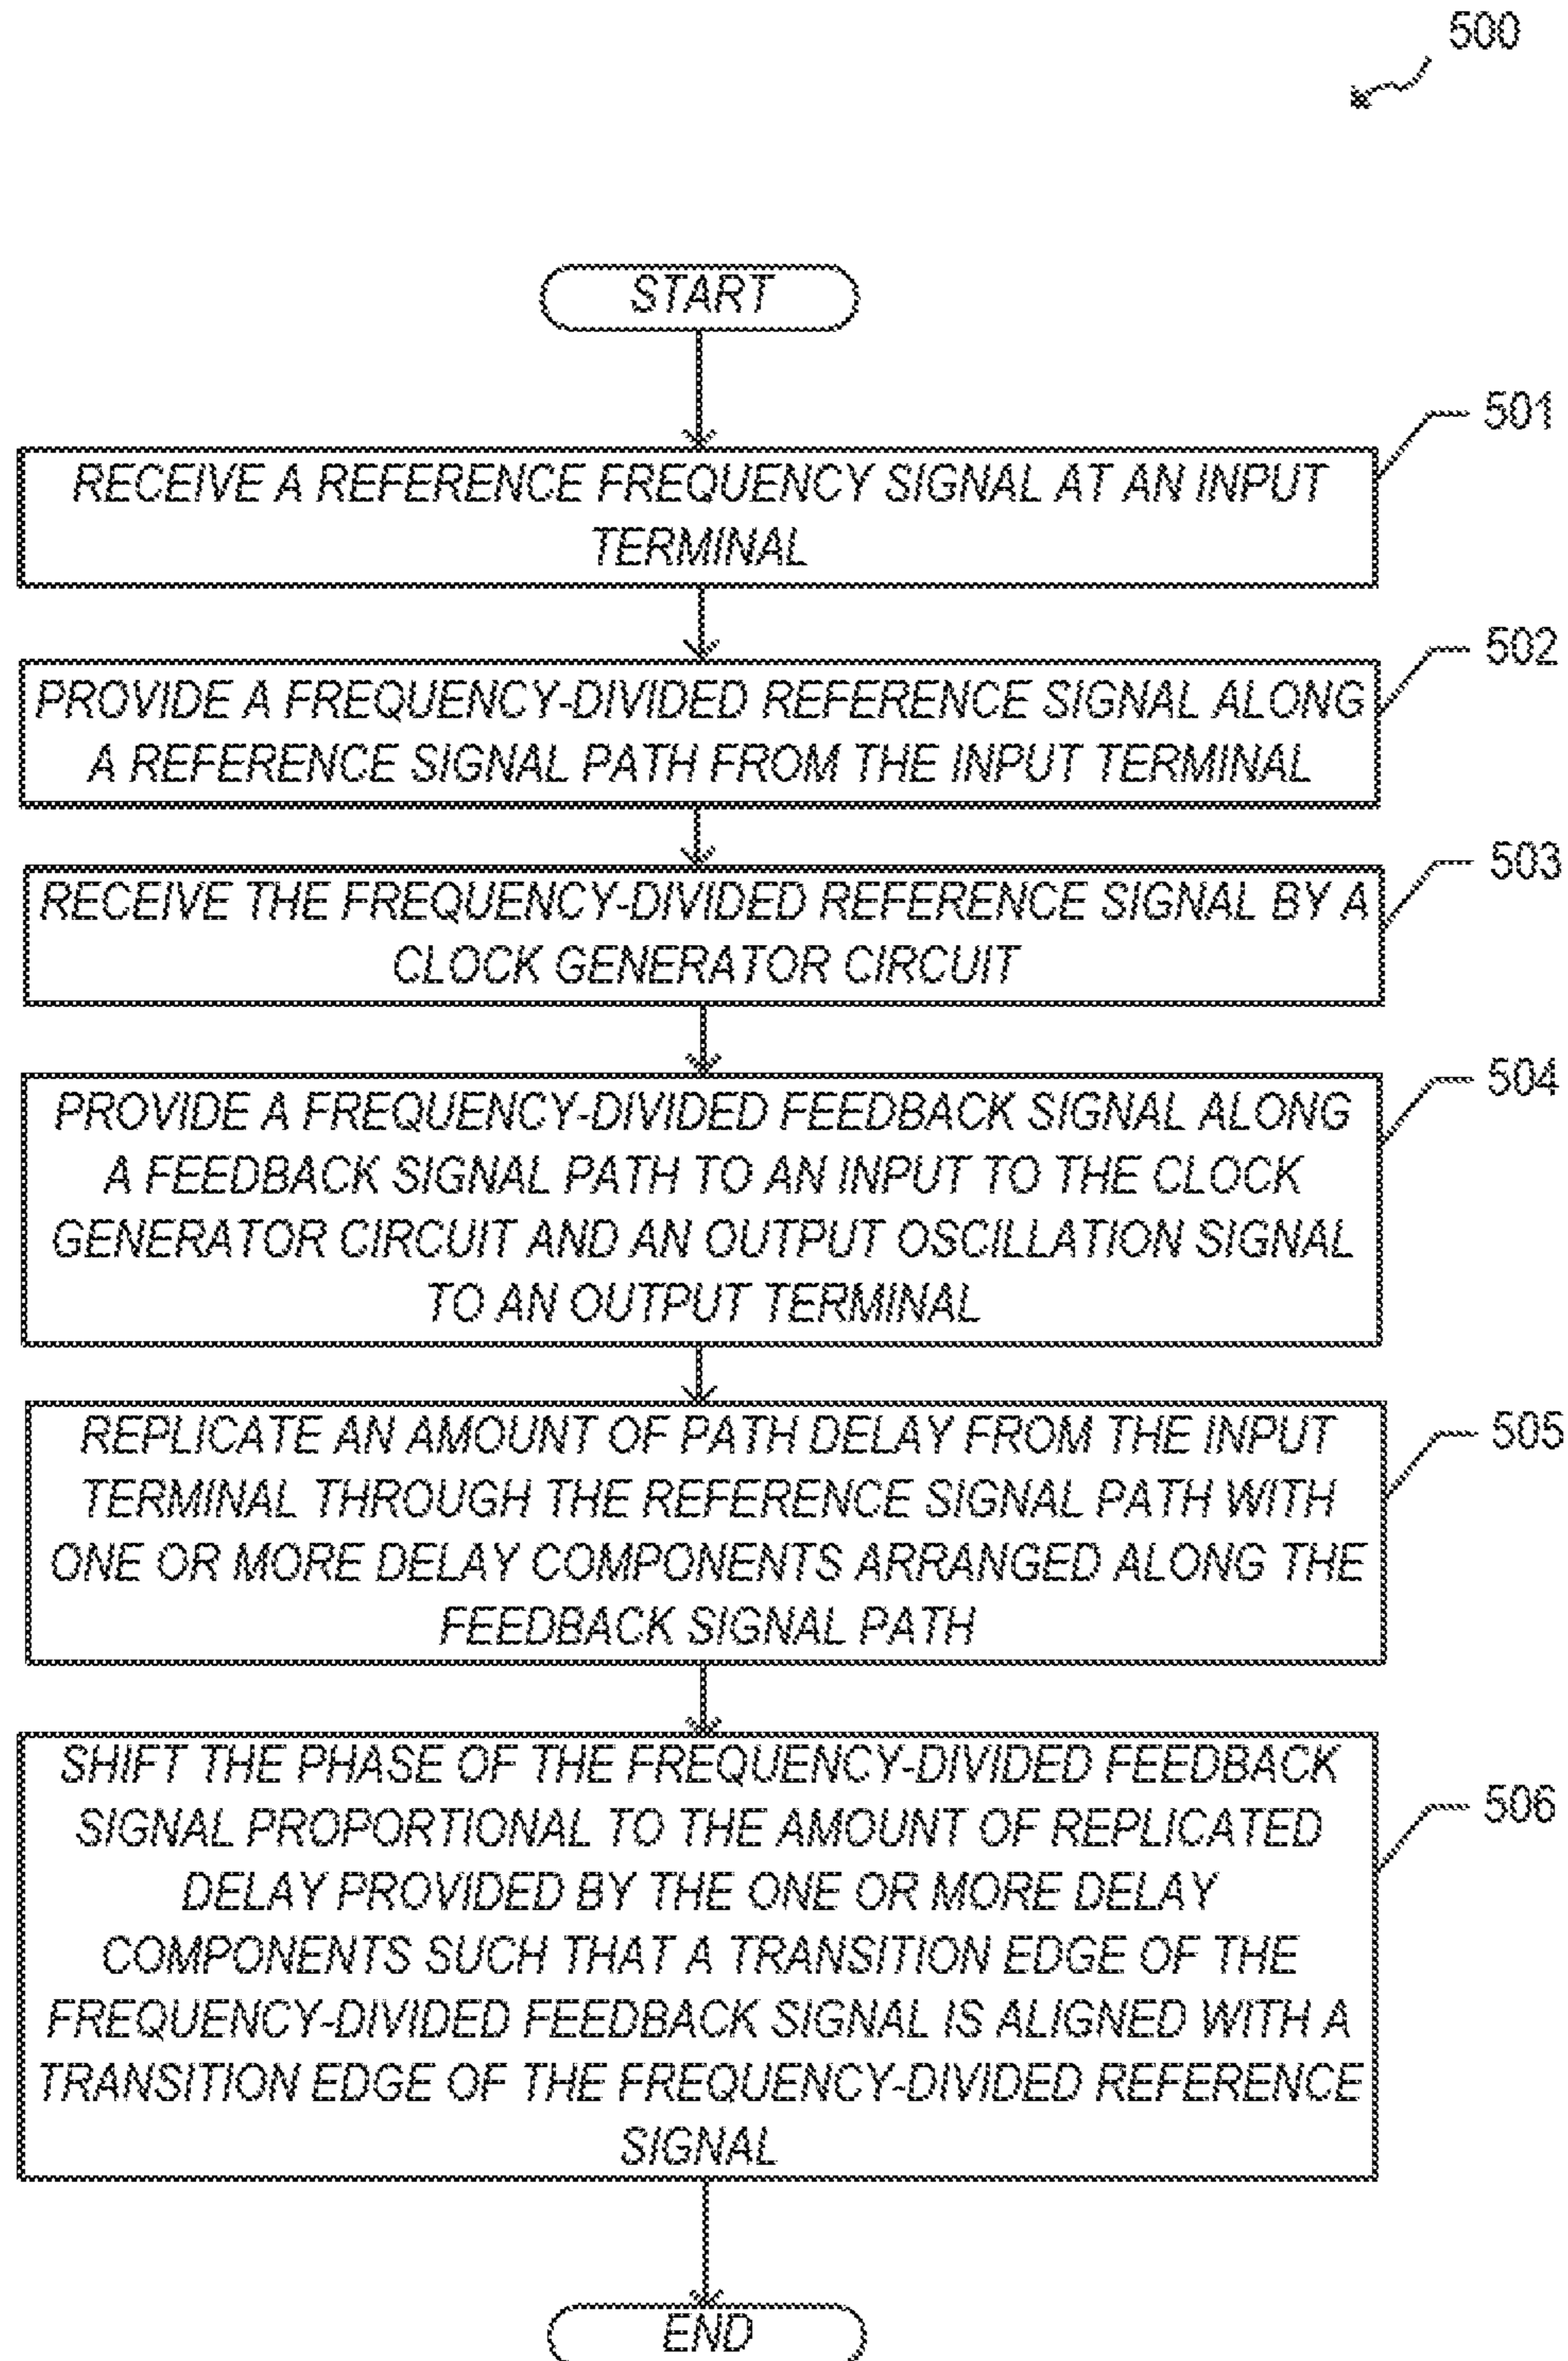 500
START
501
RECEIVE A REFERENCE FREQUENCY SIGNAL AT AN INPUT
TERMINAL
502
PROVIDE A FREQUENCY-DIVIDED REFERENCE SIGNAL ALONG
A REFERENCE SIGNAL PATH FROM THE INPUT TERMINAL
503
RECEIVE THE FREQUENCY-DIVIDED REFERENCE SIGNAL BY A
CLOCK GENERATOR CIRCUIT
504
PROVIDE A FREQUENCY-DIVIDED FEEDBACK SIGNAL ALONG
A FEEDBACK SIGNAL PATH TO AN INPUT TO THE CLOCK
GENERATOR CIRCUIT AND AN OUTPUT OSCILLATION SIGNAL
TO AN OUTPUT TERMINAL
505
REPLICATE AN AMOUNT OF PATH DELAY FROM THE INPUT
TERMINAL THROUGH THE REFERENCE SIGNAL PATH WITH
ONE OR MORE DELAY COMPONENTS ARRANGED ALONG THE
FEEDBACK SIGNAL PATH
506
SHIFT THE PHASE OF THE FREQUENCY-DIVIDED FEEDBACK
SIGNAL PROPORTIONAL TO THE AMOUNT OF REPLICATED
DELAY PROVIDED BY THE ONE OR MORE DELAY
COMPONENTS SUCH THAT A TRANSITION EDGE OF THE
FREQUENCY-DIVIDED FEEDBACK SIGNAL IS ALIGNED WITH A
TRANSITION EDGE OF THE FREQUENCY-DIVIDED REFERENCE
SIGNAL
END